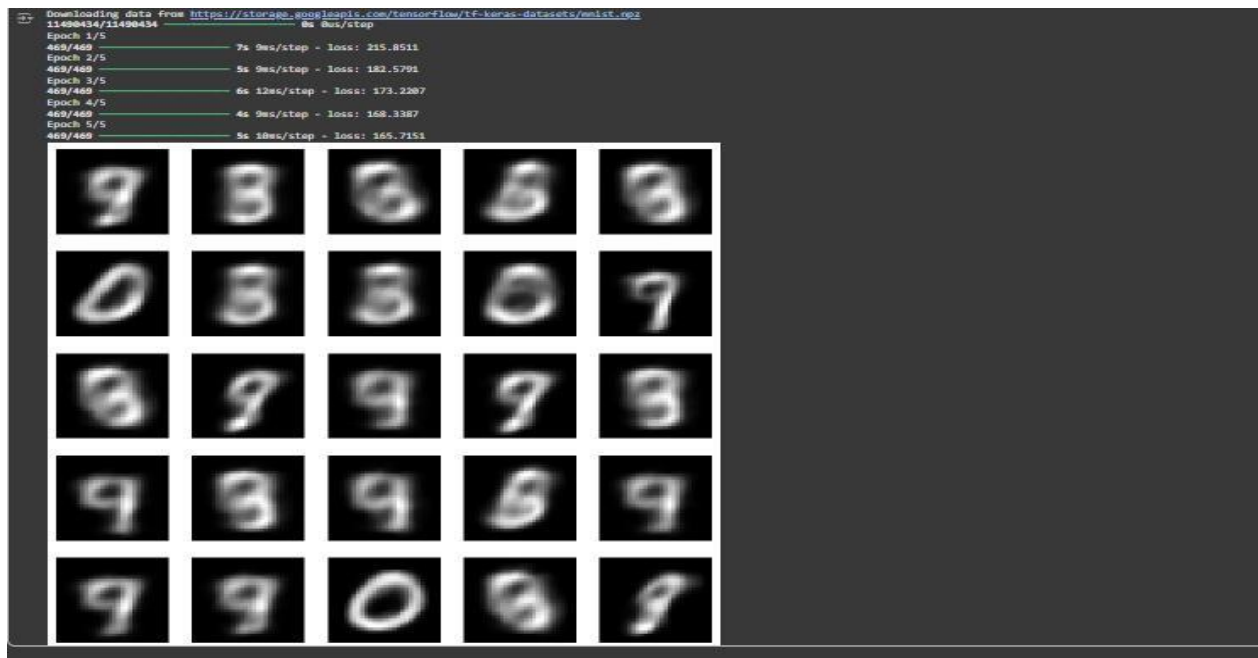 Downloading data from https://storage.googleapis.com/tensorflow/tf-keras-datasets/mnist.npz
11490434/11490434 ━━━━━━━━━━━━━━━━━━━━ 0s 0us/step
Epoch 1/5
469/469 ━━━━━━━━━━━━━━━━━━━━ 7s 9ms/step - loss: 215.8511
Epoch 2/5
469/469 ━━━━━━━━━━━━━━━━━━━━ 5s 9ms/step - loss: 182.5791
Epoch 3/5
469/469 ━━━━━━━━━━━━━━━━━━━━ 6s 12ms/step - loss: 173.2207
Epoch 4/5
469/469 ━━━━━━━━━━━━━━━━━━━━ 4s 9ms/step - loss: 168.3387
Epoch 5/5
469/469 ━━━━━━━━━━━━━━━━━━━━ 5s 10ms/step - loss: 165.7151